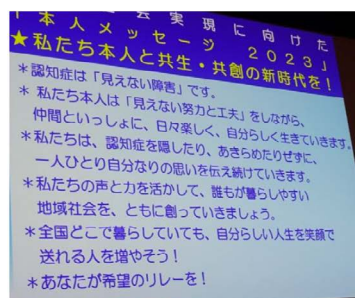 会実現に向けた
「本人メッセージ 2023」
★私たち本人と共生・共創の新時代を!
＊認知症は「見えない障害」です。
＊私たち本人は「見えない努力と工夫」をしながら、
仲間といっしょに、日々楽しく、自分らしく生きていきます。
＊私たちは、認知症を隠したり、あきらめたりせずに、
一人ひとり自分なりの思いを伝え続けていきます。
＊私たちの声と力を活かして、誰もが暮らしやすい
地域社会を、ともに創っていきましょう。
＊全国どこで暮らしていても、自分らしい人生を笑顔で
送れる人を増やそう!
＊あなたが希望のリレーを!